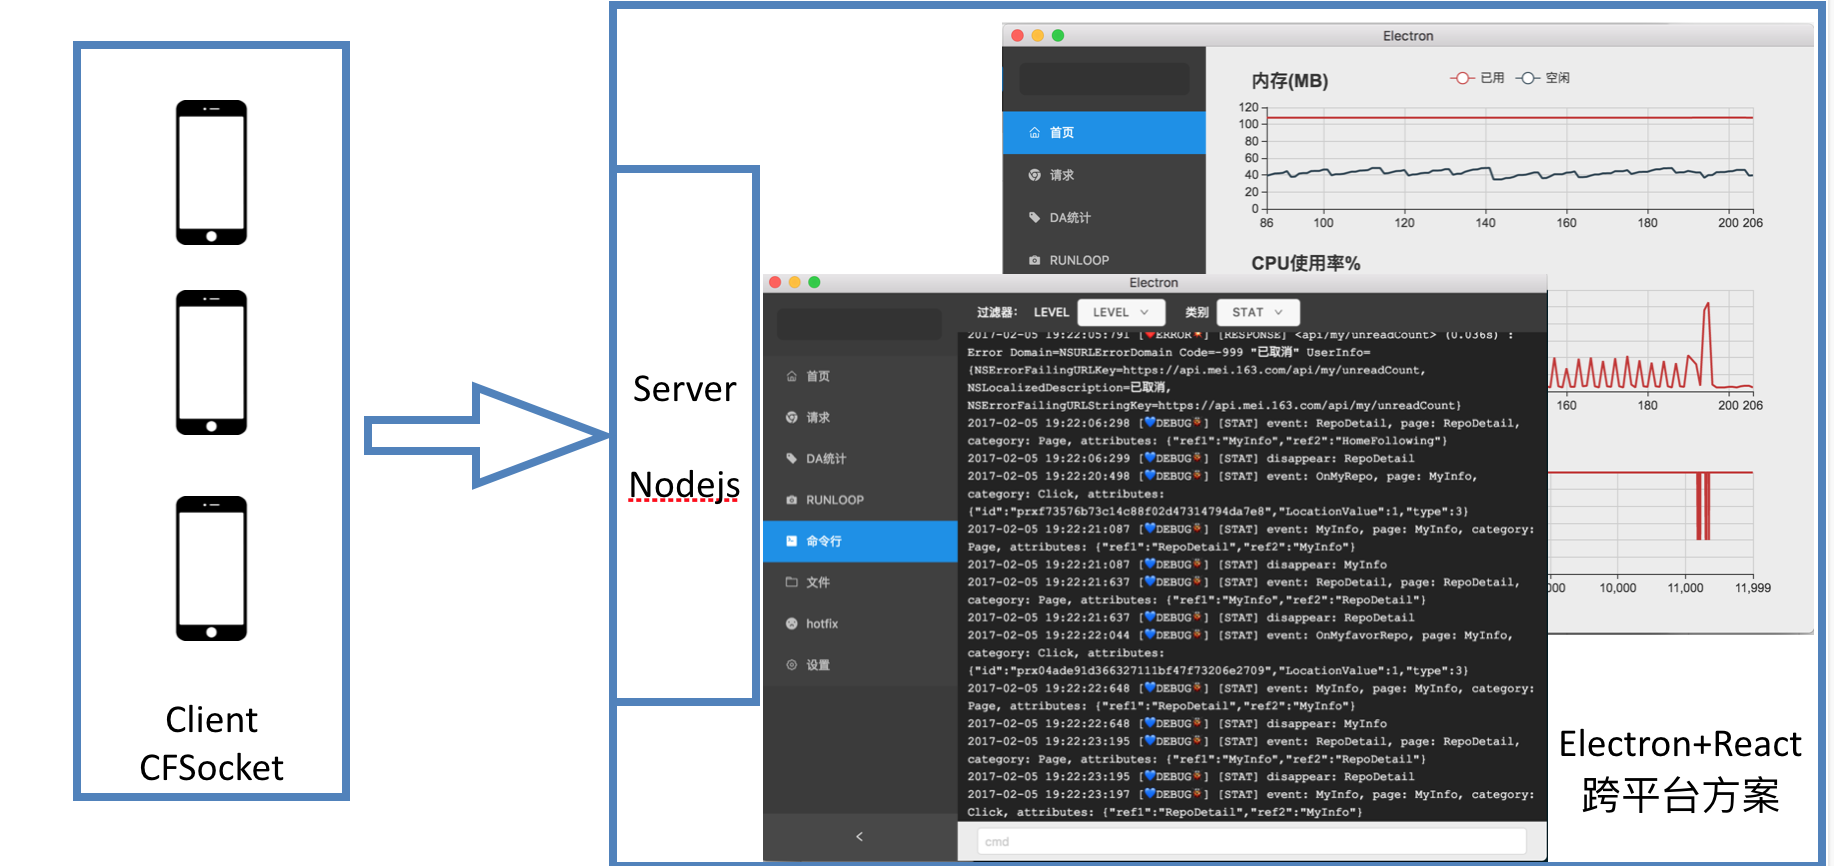 Client
CFSocket
Server
Nodejs
Electron
首页
请求
DA统计
RUNLOOP
内存(MB)
已用
空闲
120
100
80
60
40
20
0
86 100 120 140 160 180 200 206
CPU使用率%
160 180 200 206
10,000 11,000 11,999
Electron
过滤器: LEVEL LEVEL 类别 STAT
首页
请求
DA统计
RUNLOOP
命令行
文件
hotfix
设置
<
2017-02-05 19:22:05:791 [❤️ERROR💥] [RESPONSE] <api/my/unreadCount> (0.036s) :
Error Domain=NSURLErrorDomain Code=-999 "已取消" UserInfo=
{NSErrorFailingURLKey=https://api.mei.163.com/api/my/unreadCount,
NSLocalizedDescription=已取消,
NSErrorFailingURLStringKey=https://api.mei.163.com/api/my/unreadCount}
2017-02-05 19:22:06:298 [💙DEBUG] [STAT] event: RepoDetail, page: RepoDetail,
category: Page, attributes: {"ref1":"MyInfo","ref2":"HomeFollowing"}
2017-02-05 19:22:06:299 [💙DEBUG] [STAT] disappear: RepoDetail
2017-02-05 19:22:20:498 [💙DEBUG] [STAT] event: OnMyRepo, page: MyInfo,
category: Click, attributes:
{"id":"prxf73576b73c14c88f02d47314794da7e8","LocationValue":1,"type":3}
2017-02-05 19:22:21:087 [💙DEBUG] [STAT] event: MyInfo, page: MyInfo, category:
Page, attributes: {"ref1":"RepoDetail","ref2":"MyInfo"}
2017-02-05 19:22:21:087 [💙DEBUG] [STAT] disappear: MyInfo
2017-02-05 19:22:21:637 [💙DEBUG] [STAT] event: RepoDetail, page: RepoDetail,
category: Page, attributes: {"ref1":"MyInfo","ref2":"RepoDetail"}
2017-02-05 19:22:21:637 [💙DEBUG] [STAT] disappear: RepoDetail
2017-02-05 19:22:22:044 [💙DEBUG] [STAT] event: OnMyfavorRepo, page: MyInfo,
category: Click, attributes:
{"id":"prx04ade91d366327111bf47f73206e2709","LocationValue":1,"type":3}
2017-02-05 19:22:22:648 [💙DEBUG] [STAT] event: MyInfo, page: MyInfo, category:
Page, attributes: {"ref1":"RepoDetail","ref2":"MyInfo"}
2017-02-05 19:22:22:648 [💙DEBUG] [STAT] disappear: MyInfo
2017-02-05 19:22:23:195 [💙DEBUG] [STAT] event: RepoDetail, page: RepoDetail,
category: Page, attributes: {"ref1":"MyInfo","ref2":"RepoDetail"}
2017-02-05 19:22:23:195 [💙DEBUG] [STAT] disappear: RepoDetail
2017-02-05 19:22:23:197 [💙DEBUG] [STAT] event: MyInfo, page: MyInfo, category:
Click, attributes: {"ref1":"RepoDetail","ref2":"MyInfo"}
cmd
Electron+React
跨平台方案